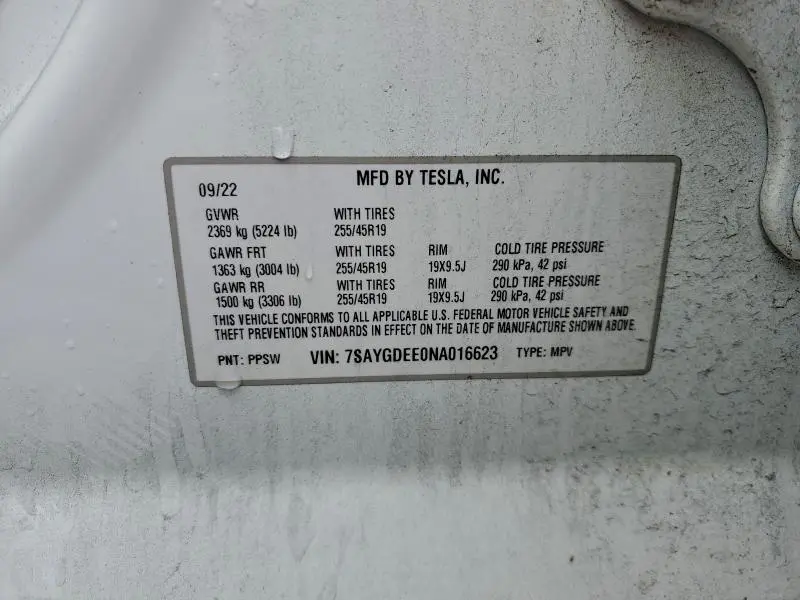 MFD BY TESLA, INC.
09/22
GVWR WITH TIRES
2369 kg (5224 lb) 255/45R19
GAWR FRT WITH TIRES RIM COLD TIRE PRESSURE
1363 kg (3004 lb) 255/45R19 19X9.5J 290 kPa, 42 psi
GAWR RR WITH TIRES RIM COLD TIRE PRESSURE
1500 kg (3306 lb) 255/45R19 19X9.5J 290 kPa, 42 psi
THIS VEHICLE CONFORMS TO ALL APPLICABLE U.S. FEDERAL MOTOR VEHICLE SAFETY AND
THEFT PREVENTION STANDARDS IN EFFECT ON THE DATE OF MANUFACTURE SHOWN ABOVE.
PNT: PPSW VIN: 7SAYGDEE0NA016623 TYPE: MPV